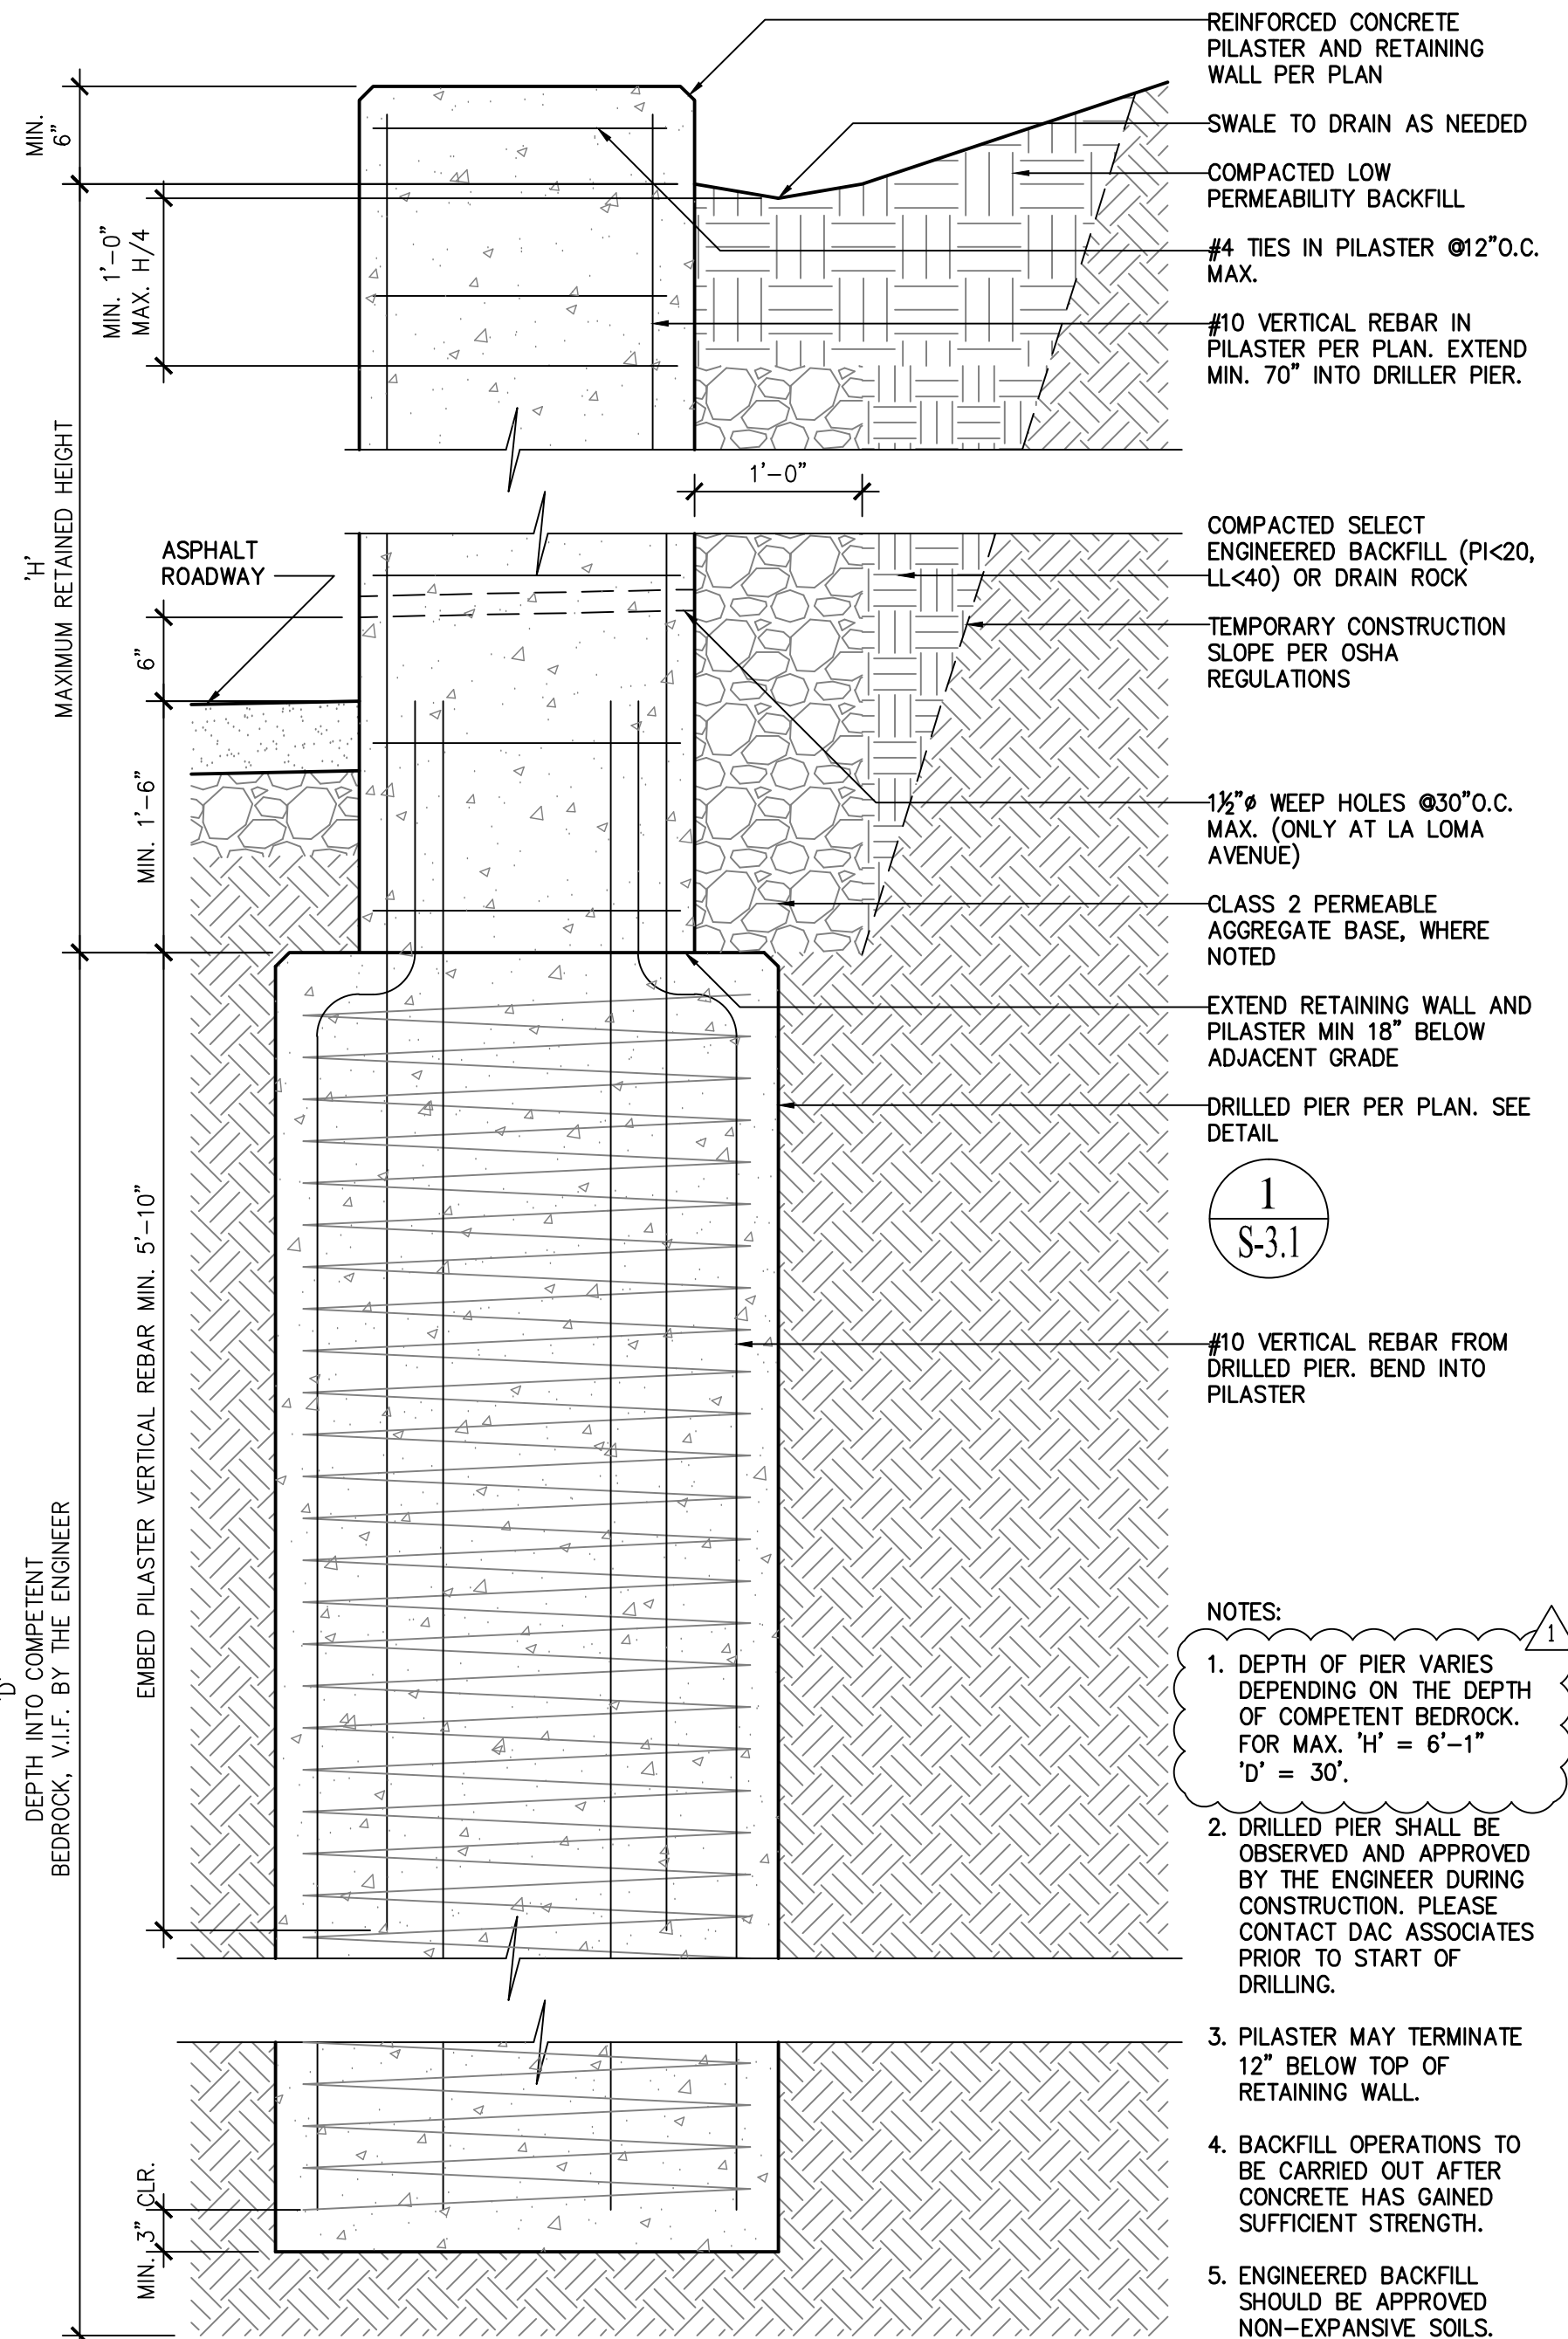 REINFORCED CONCRETE
PILASTER AND RETAINING
WALL PER PLAN
SWALE TO DRAIN AS NEEDED
COMPACTED LOW
PERMEABILITY BACKFILL
#4 TIES IN PILASTER @12"O.C.
MAX.
#10 VERTICAL REBAR IN
PILASTER PER PLAN. EXTEND
MIN. 70" INTO DRILLER PIER.
MIN.
6"
MIN. 1'-0"
MAX. H/4
'H'
MAXIMUM RETAINED HEIGHT
1'-0"
ASPHALT
ROADWAY
6"
MIN. 1'-6"
COMPACTED SELECT
ENGINEERED BACKFILL (PI<20,
LL<40) OR DRAIN ROCK
TEMPORARY CONSTRUCTION
SLOPE PER OSHA
REGULATIONS
1½"ø WEEP HOLES @30"O.C.
MAX. (ONLY AT LA LOMA
AVENUE)
CLASS 2 PERMEABLE
AGGREGATE BASE, WHERE
NOTED
EXTEND RETAINING WALL AND
PILASTER MIN 18" BELOW
ADJACENT GRADE
DRILLED PIER PER PLAN. SEE
DETAIL
1
S-3.1
#10 VERTICAL REBAR FROM
DRILLED PIER. BEND INTO
PILASTER
EMBED PILASTER VERTICAL REBAR MIN. 5'-10"
'D'
DEPTH INTO COMPETENT
BEDROCK, V.I.F. BY THE ENGINEER
MIN. 3" CLR.
NOTES:
1
1. DEPTH OF PIER VARIES
DEPENDING ON THE DEPTH
OF COMPETENT BEDROCK.
FOR MAX. 'H' = 6'-1"
'D' = 30'.
2. DRILLED PIER SHALL BE
OBSERVED AND APPROVED
BY THE ENGINEER DURING
CONSTRUCTION. PLEASE
CONTACT DAC ASSOCIATES
PRIOR TO START OF
DRILLING.
3. PILASTER MAY TERMINATE
12" BELOW TOP OF
RETAINING WALL.
4. BACKFILL OPERATIONS TO
BE CARRIED OUT AFTER
CONCRETE HAS GAINED
SUFFICIENT STRENGTH.
5. ENGINEERED BACKFILL
SHOULD BE APPROVED
NON-EXPANSIVE SOILS.